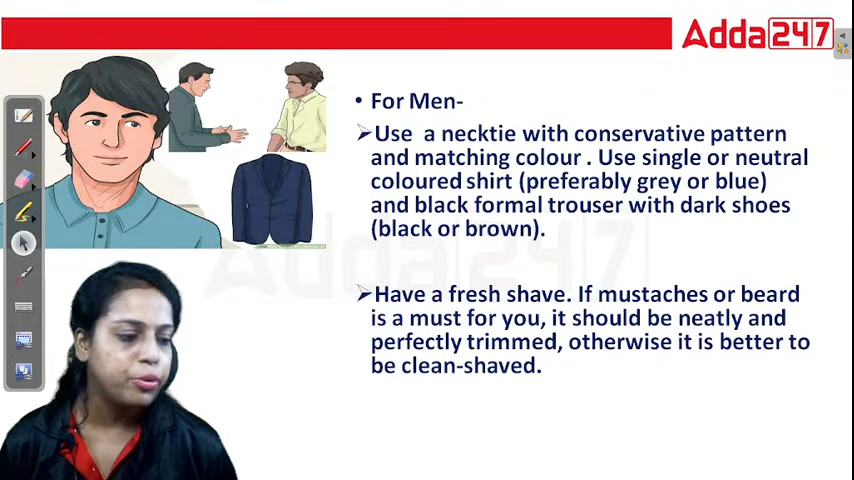 Adda247
• For Men-
➢Use a necktie with conservative pattern
and matching colour . Use single or neutral
coloured shirt (preferably grey or blue)
and black formal trouser with dark shoes
(black or brown).
➢Have a fresh shave. If mustaches or beard
is a must for you, it should be neatly and
perfectly trimmed, otherwise it is better to
be clean-shaved.
Adda247